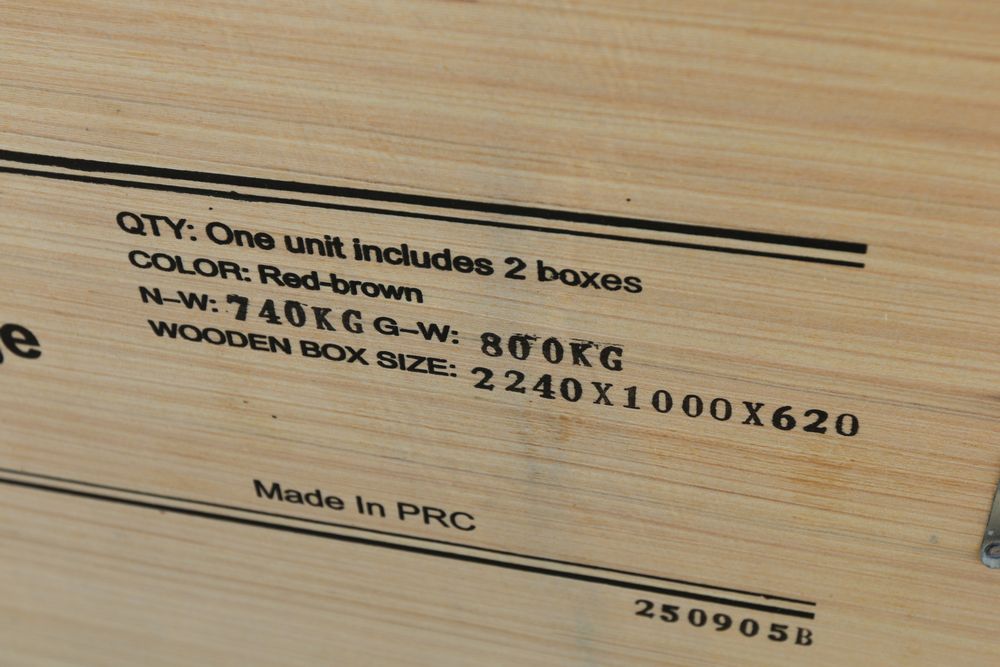 QTY: One unit includes 2 boxes
COLOR: Red-brown
N-W: 740KG G-W: 800KG
WOODEN BOX SIZE: 2240X1000X620
Made In PRC
250905B